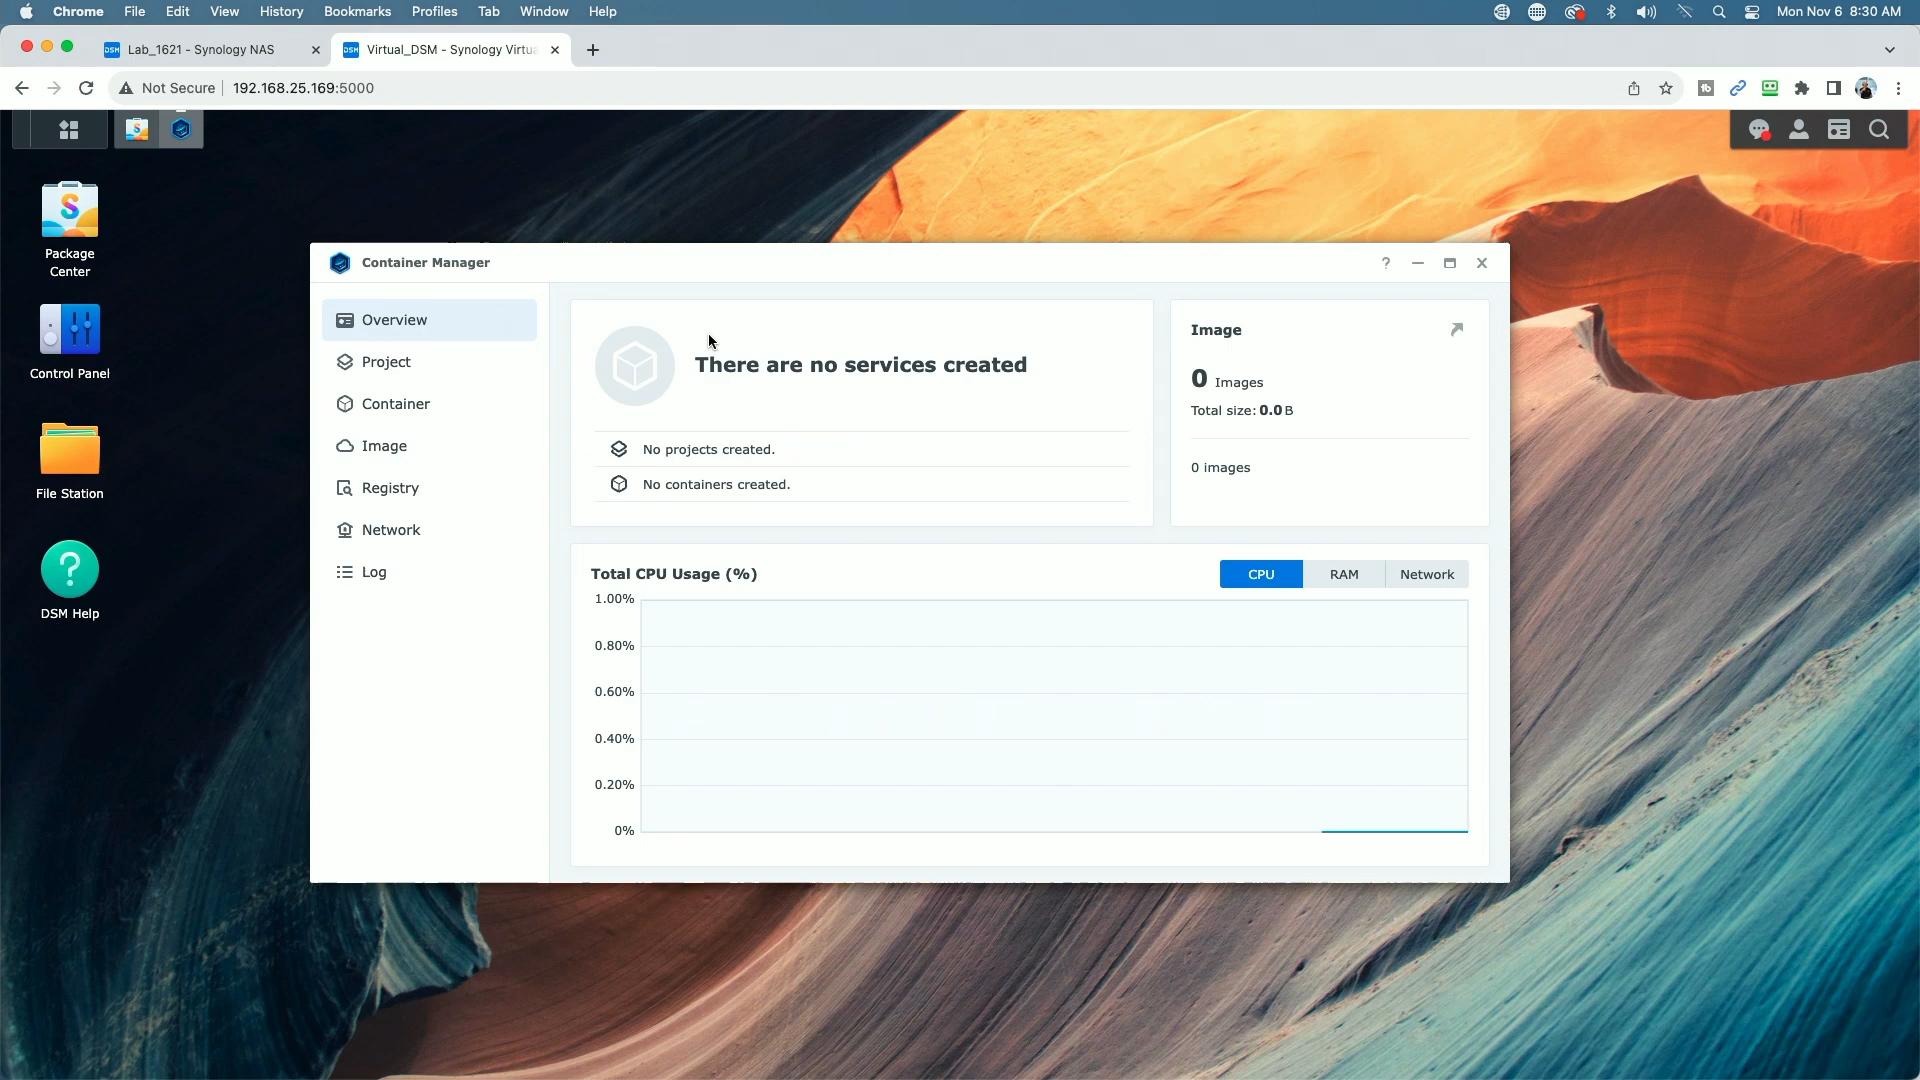 Chrome File Edit View History Bookmarks Profiles Tab Window Help
Mon Nov 6 8:30 AM
Lab_1621 - Synology NAS
Virtual_DSM - Synology Virtu
Not Secure 192.168.25.169:5000
Package
Center
Control Panel
File Station
DSM Help
Container Manager
Overview
Project
Container
Image
Registry
Network
Log
There are no services created
No projects created.
No containers created.
Image
0 Images
Total size: 0.0 B
0 images
Total CPU Usage (%)
CPU RAM Network
1.00%
0.80%
0.60%
0.40%
0.20%
0%